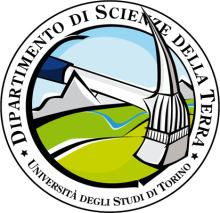 DIPARTIMENTO DI SCIENZE DELLA TERRA
UNIVERSITÀ DEGLI STUDI DI TORINO